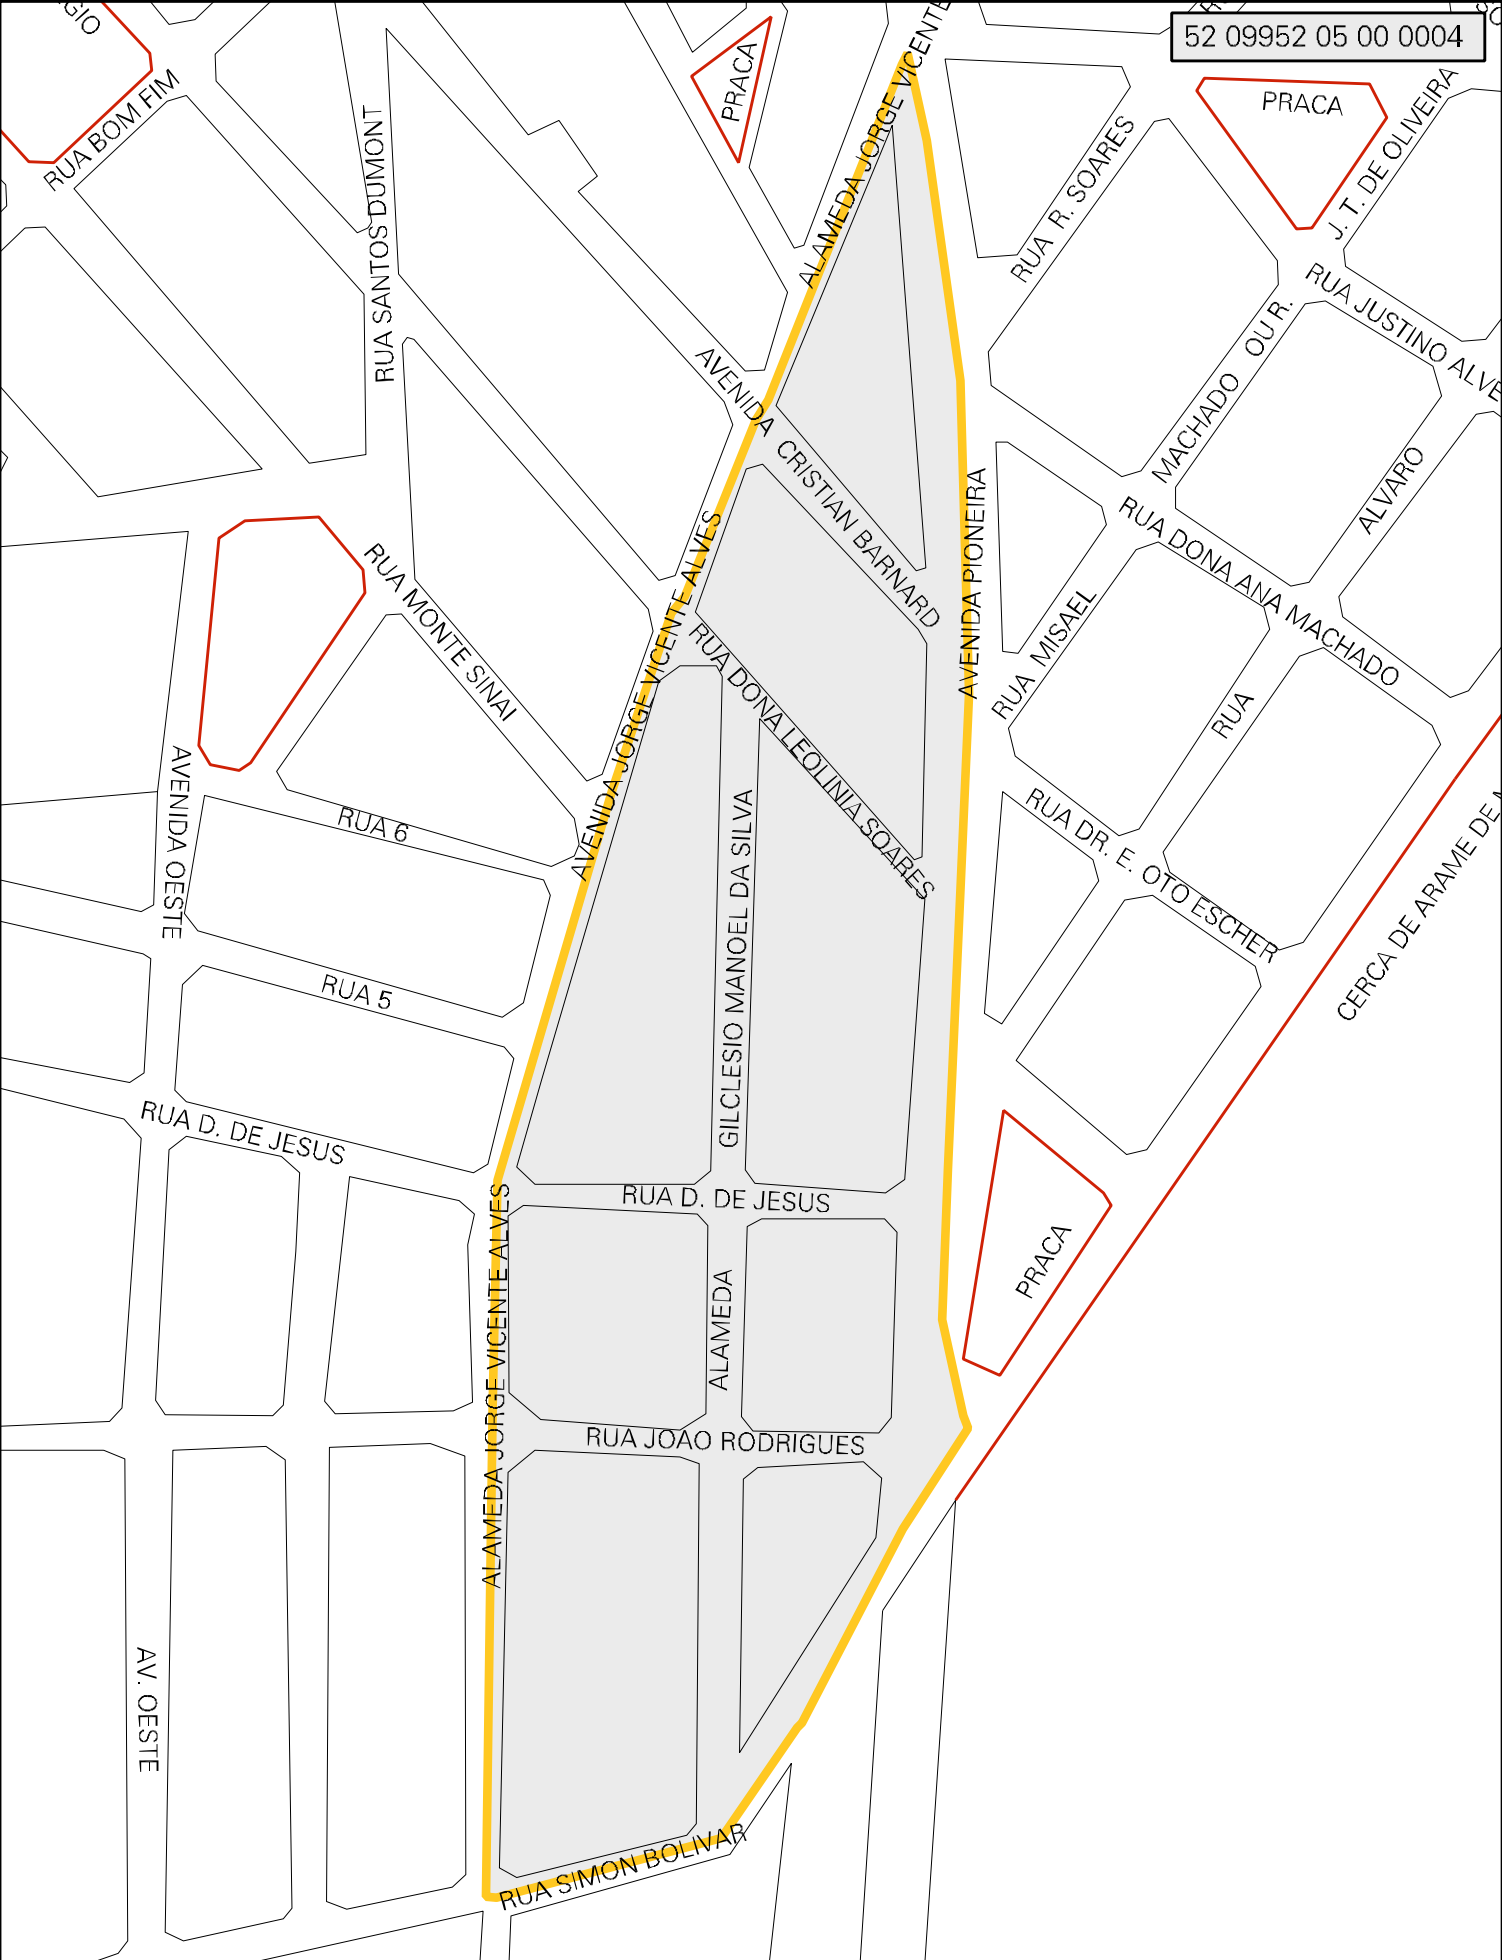 GIO
52 09952 05 00 0004
RUA BOM FIM
PRACA
ALAMEDA JORGE VICENTE
PRACA
J. T. DE OLIVEIRA
RUA R. SOARES
RUA SANTOS DUMONT
RUA JUSTINO ALVE
MACHADO OU R.
AVENIDA CRISTIAN BARNARD
ALVARO
AVENIDA PIONEIRA
RUA DONA ANA MACHADO
RUA MONTE SINAI
AVENIDA JORGE VICENTE ALVES
RUA MISAEL
RUA DONA LEOLINIA SOARES
RUA
AVENIDA OESTE
RUA 6
GILCLESIO MANOEL DA SILVA
RUA DR. E. OTO ESCHER
CERCA DE ARAME DE
RUA 5
RUA D. DE JESUS
RUA D. DE JESUS
ALAMEDA JORGE VICENTE ALVES
ALAMEDA
PRACA
RUA JOAO RODRIGUES
AV. OESTE
RUA SIMON BOLIVAR